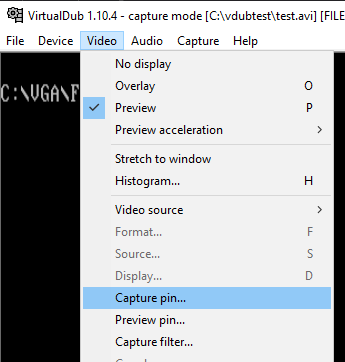 VirtualDub 1.10.4 - capture mode [C:\vdubtest\test.avi] [FILE
File Device Video Audio Capture Help
No display
C:\VGA\F
Overlay O
Preview P
Preview acceleration
Stretch to window
Histogram... H
Video source
Format... F
Source... S
Display... D
Capture pin...
Preview pin...
Capture filter...